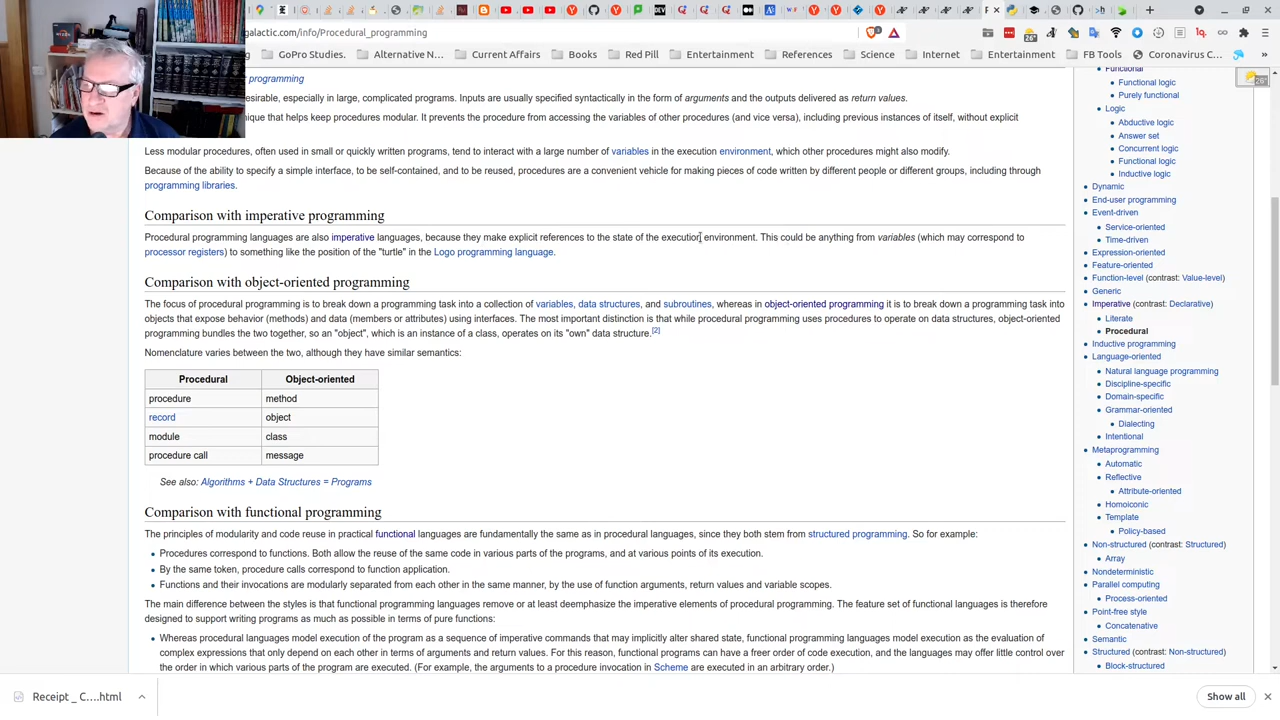 galactic.com/info/Procedural_programming
GoPro Studies.
Alternative N...
Current Affairs
Books
Red Pill
Entertainment
References
Science
Internet
Entertainment
FB Tools
Coronavirus C...
programming
esirable, especially in large, complicated programs. Inputs are usually specified syntactically in the form of arguments and the outputs delivered as return values.
nique that helps keep procedures modular. It prevents the procedure from accessing the variables of other procedures (and vice versa), including previous instances of itself, without explicit
Less modular procedures, often used in small or quickly written programs, tend to interact with a large number of variables in the execution environment, which other procedures might also modify.
Because of the ability to specify a simple interface, to be self-contained, and to be reused, procedures are a convenient vehicle for making pieces of code written by different people or different groups, including through
programming libraries.
Comparison with imperative programming
Procedural programming languages are also imperative languages, because they make explicit references to the state of the execution environment. This could be anything from variables (which may correspond to
processor registers) to something like the position of the "turtle" in the Logo programming language.
Comparison with object-oriented programming
The focus of procedural programming is to break down a programming task into a collection of variables, data structures, and subroutines, whereas in object-oriented programming it is to break down a programming task into
objects that expose behavior (methods) and data (members or attributes) using interfaces. The most important distinction is that while procedural programming uses procedures to operate on data structures, object-oriented
programming bundles the two together, so an "object", which is an instance of a class, operates on its "own" data structure.[2]
Nomenclature varies between the two, although they have similar semantics:
Procedural Object-oriented
procedure method
record object
module class
procedure call message
See also: Algorithms + Data Structures = Programs
Comparison with functional programming
The principles of modularity and code reuse in practical functional languages are fundamentally the same as in procedural languages, since they both stem from structured programming. So for example:
• Procedures correspond to functions. Both allow the reuse of the same code in various parts of the programs, and at various points of its execution.
• By the same token, procedure calls correspond to function application.
• Functions and their invocations are modularly separated from each other in the same manner, by the use of function arguments, return values and variable scopes.
The main difference between the styles is that functional programming languages remove or at least deemphasize the imperative elements of procedural programming. The feature set of functional languages is therefore
designed to support writing programs as much as possible in terms of pure functions:
• Whereas procedural languages model execution of the program as a sequence of imperative commands that may implicitly alter shared state, functional programming languages model execution as the evaluation of
complex expressions that only depend on each other in terms of arguments and return values. For this reason, functional programs can have a freer order of code execution, and the languages may offer little control over
the order in which various parts of the program are executed. (For example, the arguments to a procedure invocation in Scheme are executed in an arbitrary order.)
Functional
• Functional logic
• Purely functional
• Logic
• Abductive logic
• Answer set
• Concurrent logic
• Functional logic
• Inductive logic
• Dynamic
• End-user programming
• Event-driven
• Service-oriented
• Time-driven
• Expression-oriented
• Feature-oriented
• Function-level (contrast: Value-level)
• Generic
• Imperative (contrast: Declarative)
• Literate
• Procedural
• Inductive programming
• Language-oriented
• Natural language programming
• Discipline-specific
• Domain-specific
• Grammar-oriented
• Dialecting
• Intentional
• Metaprogramming
• Automatic
• Reflective
• Attribute-oriented
• Homoiconic
• Template
• Policy-based
• Non-structured (contrast: Structured)
• Array
• Nondeterministic
• Parallel computing
• Process-oriented
• Point-free style
• Concatenative
• Semantic
• Structured (contrast: Non-structured)
• Block-structured
Receipt _ C....html
Show all